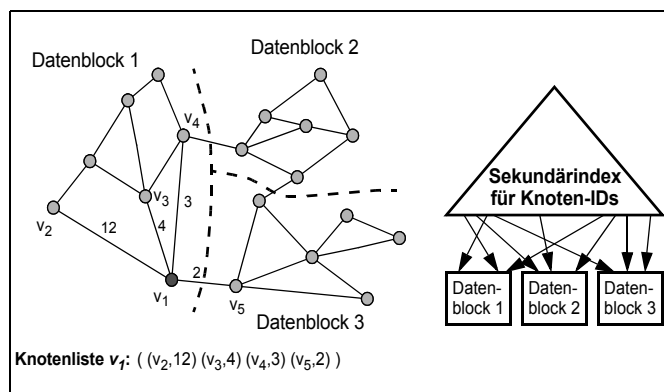 Datenblock 1
Datenblock 2
v4
v3
3
v2
12
4
2
v1
v5
Datenblock 3
Knotenliste v1: ( (v2,12) (v3,4) (v4,3) (v5,2) )
Sekundärindex
für Knoten-IDs
Daten-
block 1
Daten-
block 2
Daten-
block 3